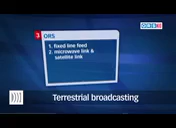 3 ORS
1. fixed line feed
2. microwave link &
satellite link
Terrestrial broadcasting